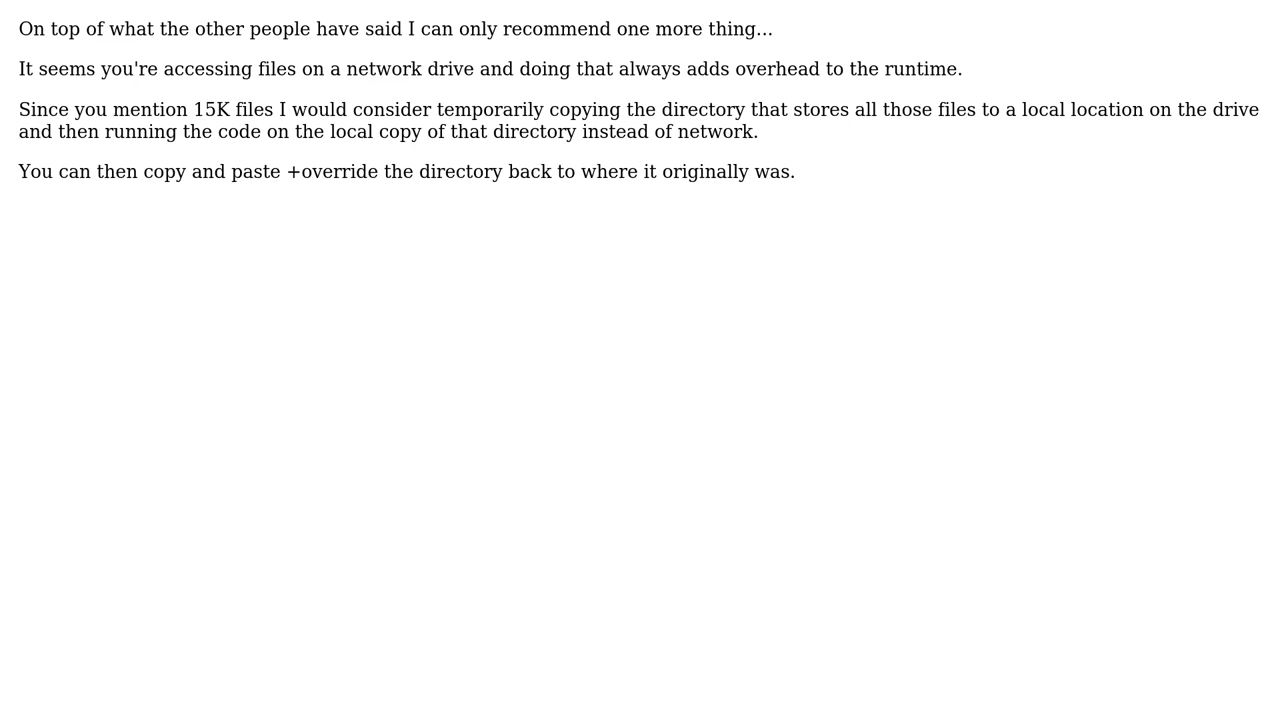 On top of what the other people have said I can only recommend one more thing...
It seems you're accessing files on a network drive and doing that always adds overhead to the runtime.
Since you mention 15K files I would consider temporarily copying the directory that stores all those files to a local location on the drive
and then running the code on the local copy of that directory instead of network.
You can then copy and paste +override the directory back to where it originally was.